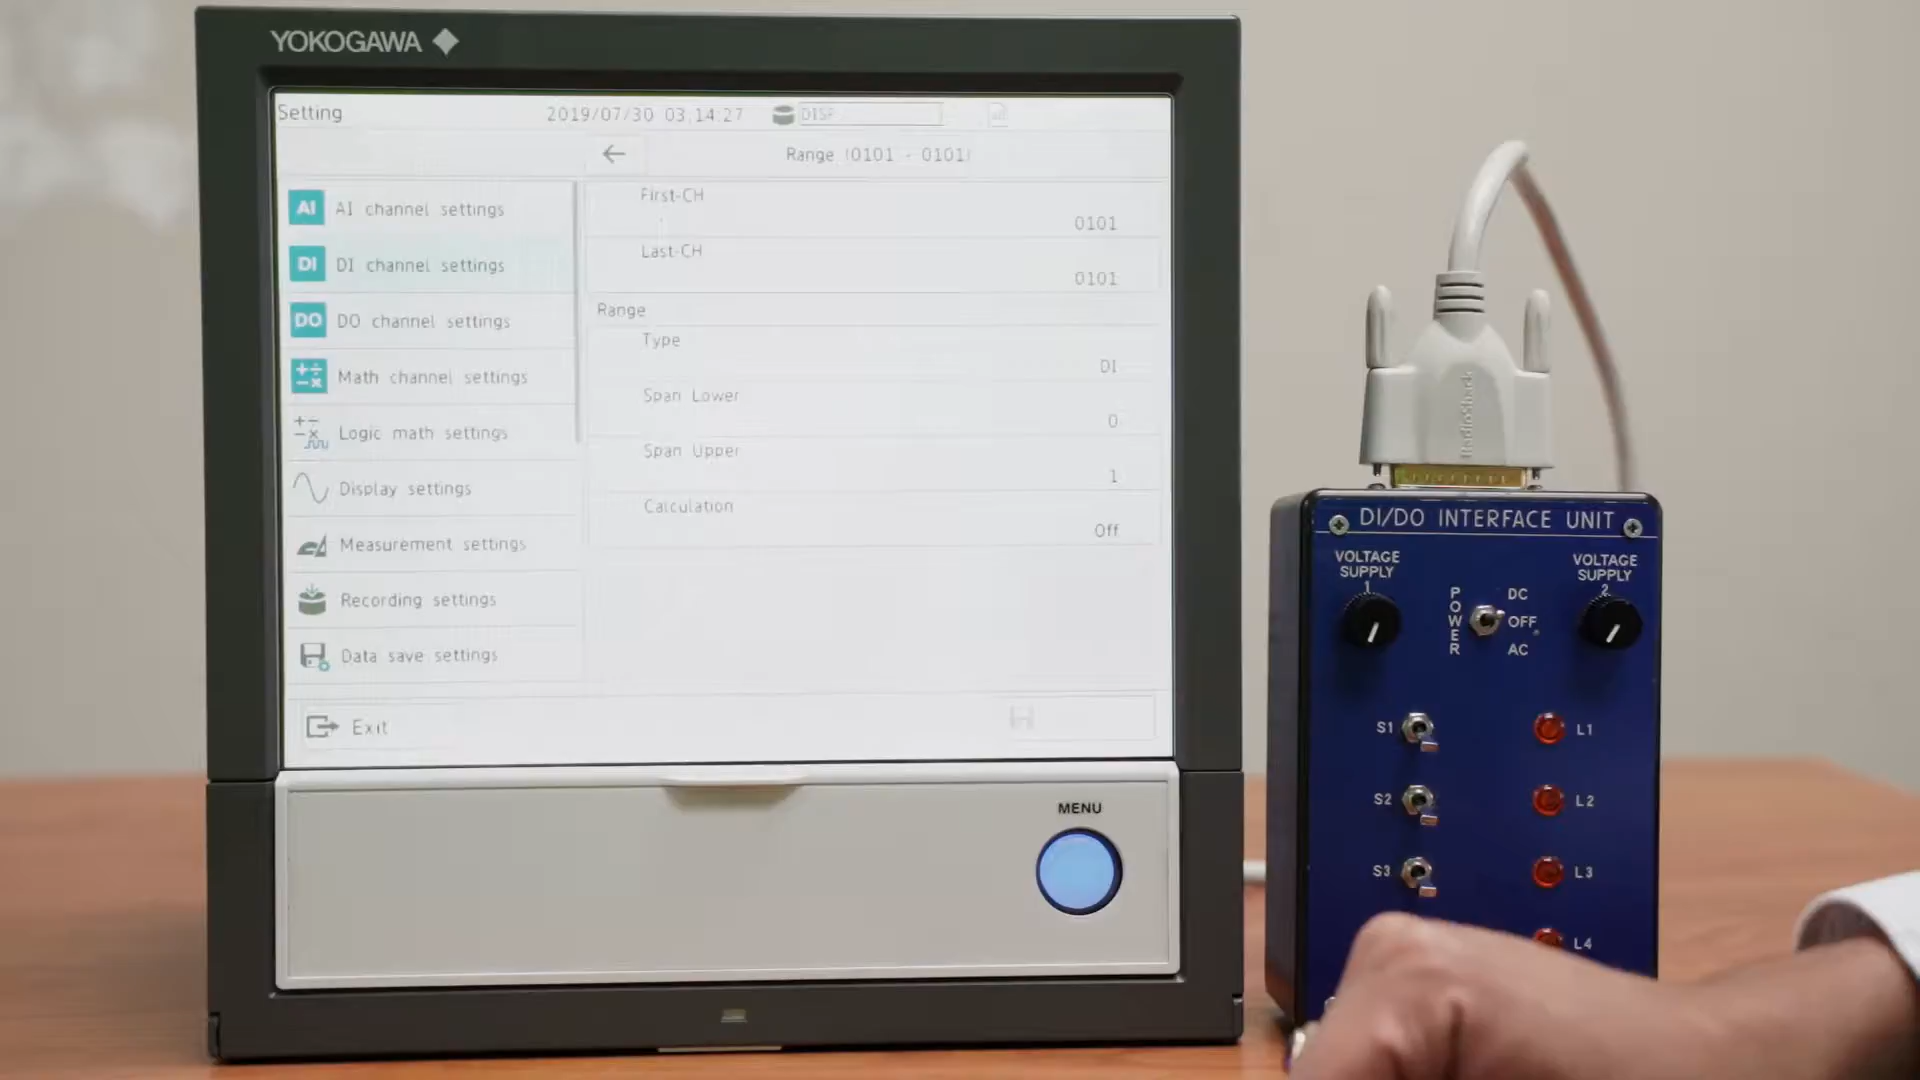 YOKOGAWA
Setting
2019/07/30 03:14:27
DISP
Range (0101 - 0101)
AI AI channel settings
DI DI channel settings
DO DO channel settings
Math channel settings
Logic math settings
Display settings
Measurement settings
Recording settings
Data save settings
Exit
First-CH
0101
Last-CH
0101
Range
Type
DI
Span Lower
0
Span Upper
1
Calculation
Off
MENU
RadioShack
DI/DO INTERFACE UNIT
VOLTAGE
SUPPLY
1
VOLTAGE
SUPPLY
2
POWER
DC
OFF
AC
S1
L1
S2
L2
S3
L3
L4